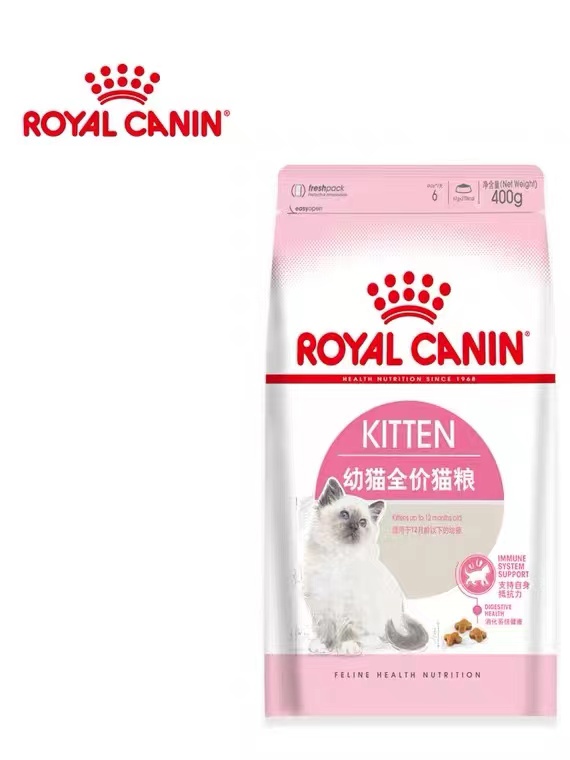 ROYAL CANIN®
freshpack
easyopen
6
净含量(Net Weight)
400g
ROYAL CANIN®
HEALTH NUTRITION SINCE 1968
KITTEN
幼猫全价猫粮
Kittens up to 12 months old
适用于12月龄以下的幼猫
IMMUNE
SYSTEM
SUPPORT
支持自身
抵抗力
DIGESTIVE
HEALTH
消化系统健康
FELINE HEALTH NUTRITION